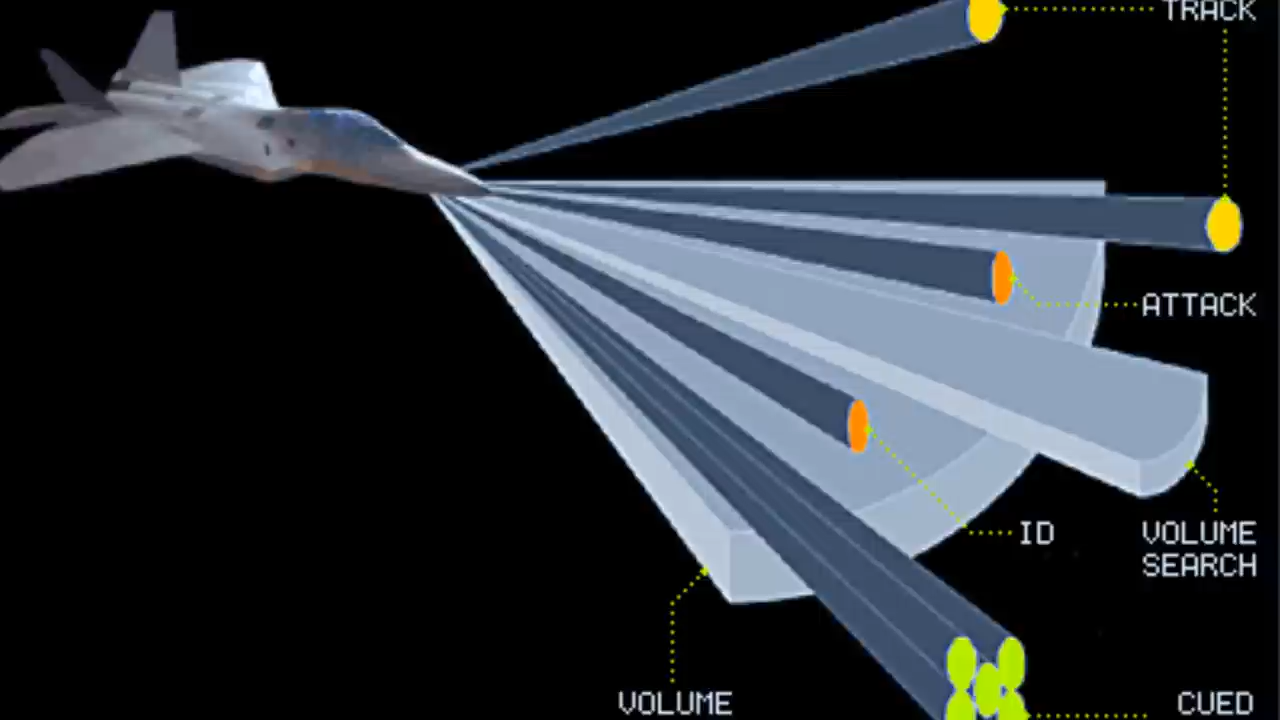 TRACK
ATTACK
ID
VOLUME
SEARCH
VOLUME
CUED